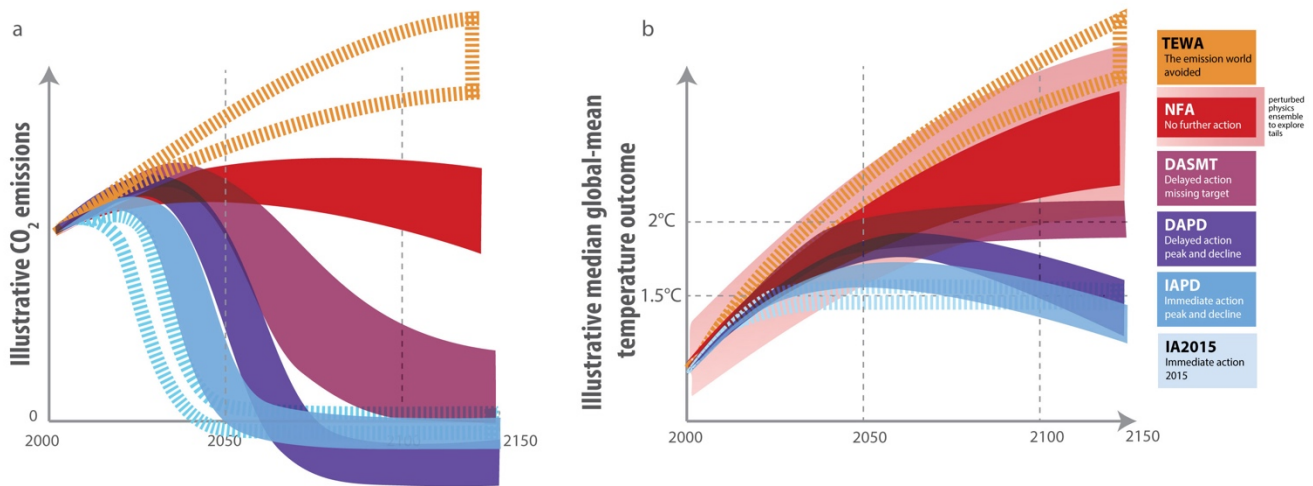 a
Illustrative CO₂ emissions
0
2000
2050
2100
2150
b
Illustrative median global-mean
temperature outcome
2°C
1.5°C
2000
2050
2100
2150
TEWA
The emission world
avoided
NFA
No further action
perturbed
physics
ensemble
to explore
tails
DASMT
Delayed action
missing target
DAPD
Delayed action
peak and decline
IAPD
Immediate action
peak and decline
IA2015
Immediate action
2015